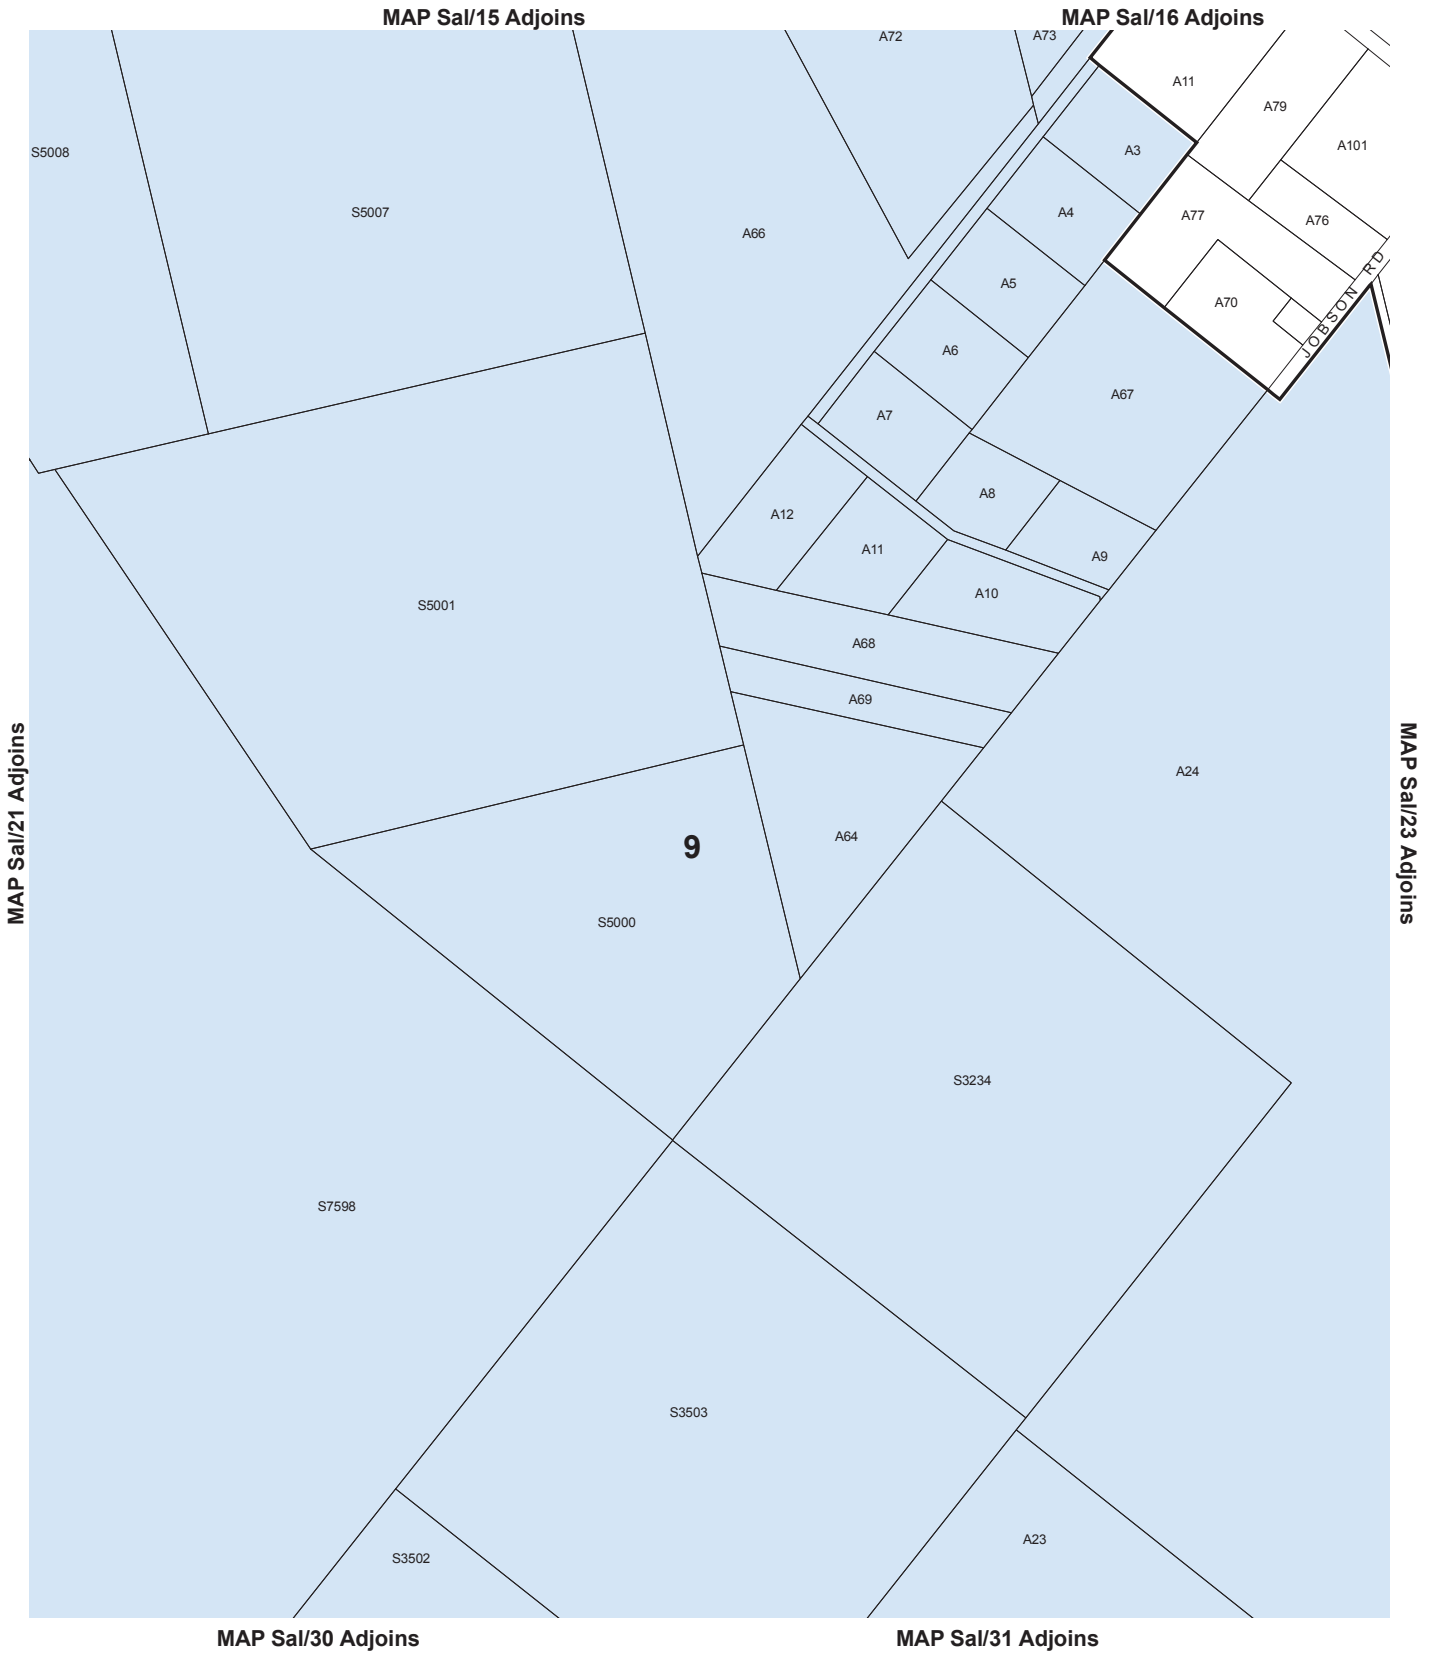 MAP Sal/15 Adjoins
MAP Sal/16 Adjoins
A72
A73
A11
A79
A101
S5008
A3
S5007
A4
A77
A76
A66
JOBSON RD
A5
A70
A6
A67
A7
A8
A12
A11
A9
A10
S5001
A68
A69
MAP Sal/21 Adjoins
MAP Sal/23 Adjoins
A24
A64
9
S5000
S3234
S7598
S3503
A23
S3502
MAP Sal/30 Adjoins
MAP Sal/31 Adjoins